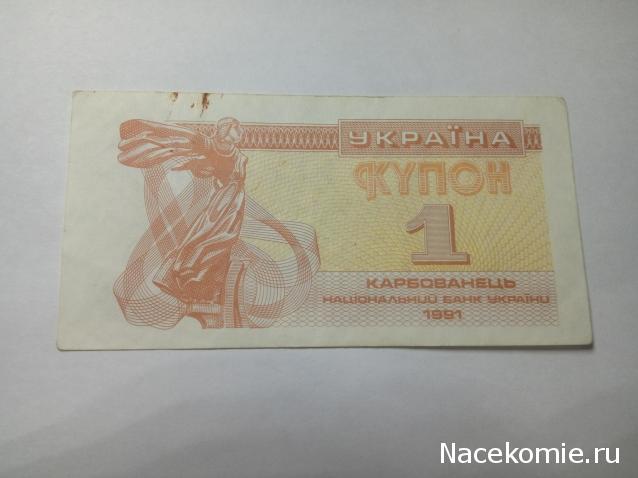 УКРАЇНА
КУПОН
1
КАРБОВАНЕЦЬ
НАЦІОНАЛЬНИЙ БАНК УКРАЇНИ
1991
Nacekomie.ru